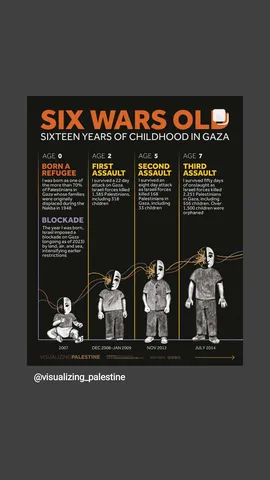 SIX WARS OLD
SIXTEEN YEARS OF CHILDHOOD IN GAZA
AGE 0
BORN A
REFUGEE
I was born as one of
the more than 70%
of Palestinians in
Gaza whose families
were originally
displaced during the
Nakba in 1948
BLOCKADE
The year I was born,
Israel imposed a
blockade on Gaza
(ongoing as of 2023)
by land, air, and sea,
intensifying earlier
restrictions
AGE 2
FIRST
ASSAULT
I survived a 22 day
attack on Gaza.
Israeli forces killed
1,385 Palestinians,
including 318
children
AGE 5
SECOND
ASSAULT
I survived an
eight day attack
as Israeli forces
killed 168
Palestinians in
Gaza, including
33 children
AGE 7
THIRD
ASSAULT
I survived fifty days
of onslaught as
Israeli forces killed
2,251 Palestinians
in Gaza, including
556 children. Over
1,500 children were
orphaned
2007
DEC 2008-JAN 2009
NOV 2012
JULY 2014
VISUALIZING PALESTINE
@visualizing_palestine